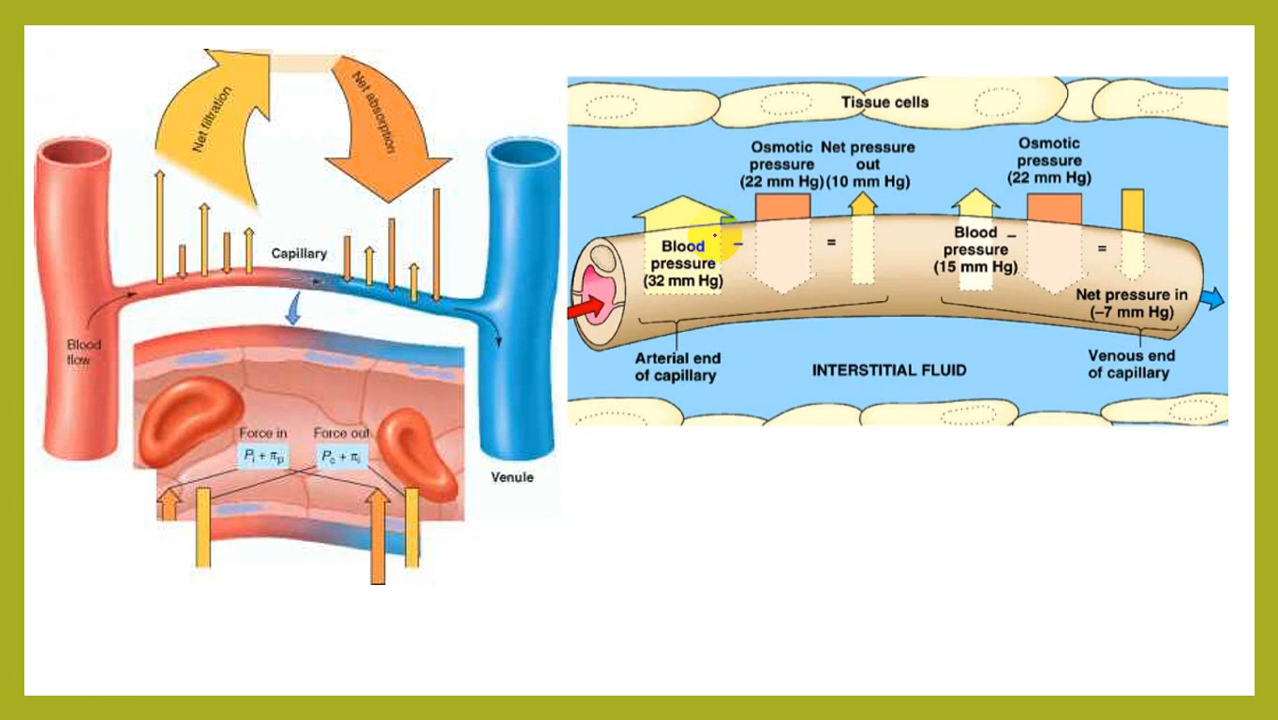 Net filtration
Net absorption
Capillary
Blood
flow
Force in
Pi + πp
Force out
Pc + πi
Venule
Tissue cells
Osmotic
pressure
(22 mm Hg)
Net pressure
out
(10 mm Hg)
Osmotic
pressure
(22 mm Hg)
Blood
pressure
(32 mm Hg)
–
=
Blood –
pressure
(15 mm Hg)
=
Net pressure in
(–7 mm Hg)
Arterial end
of capillary
INTERSTITIAL FLUID
Venous end
of capillary